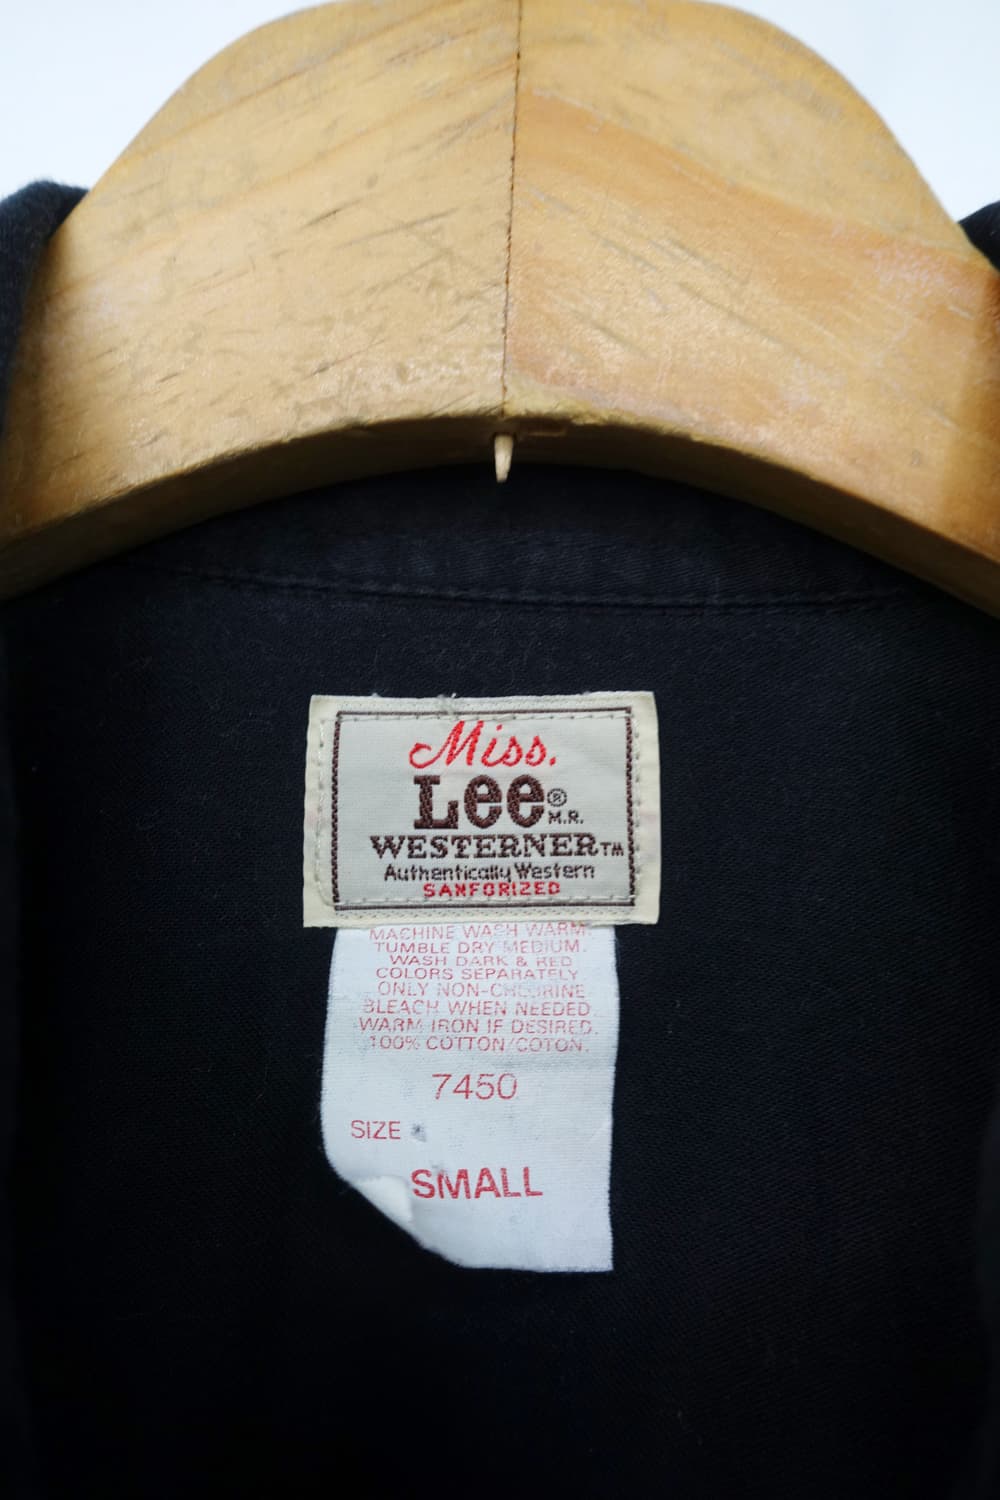 Miss.
Lee®
M.R.
WESTERNER™
Authentically Western
SANFORIZED
MACHINE WASH WARM.
TUMBLE DRY MEDIUM.
WASH DARK & RED
COLORS SEPARATELY
ONLY NON-CHLORINE
BLEACH WHEN NEEDED
WARM IRON IF DESIRED.
100% COTTON/COTON.
7450
SIZE
SMALL